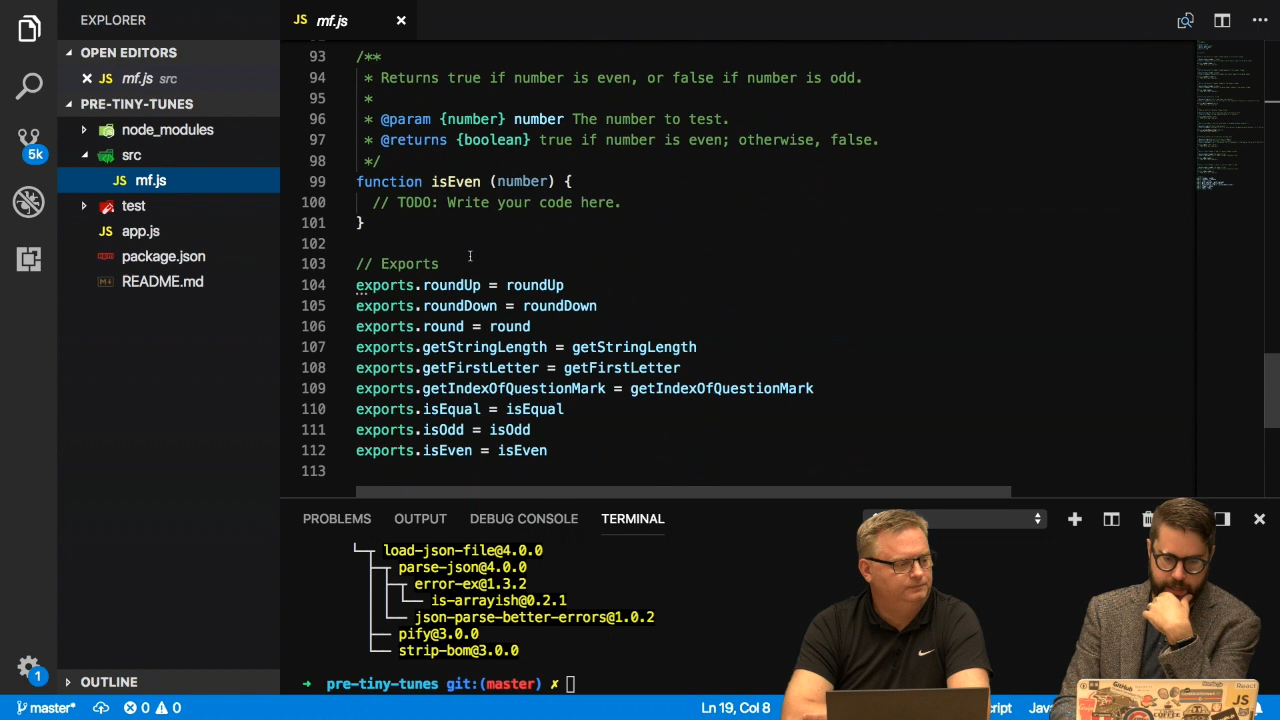 EXPLORER
OPEN EDITORS
JS mf.js src
PRE-TINY-TUNES
node_modules
src
JS mf.js
test
JS app.js
package.json
README.md
OUTLINE
5k
1
JS mf.js
93 /**
94 * Returns true if number is even, or false if number is odd.
95 *
96 * @param {number} number The number to test.
97 * @returns {boolean} true if number is even; otherwise, false.
98 */
99 function isEven (number) {
100 // TODO: Write your code here.
101 }
102
103 // Exports
104 exports.roundUp = roundUp
105 exports.roundDown = roundDown
106 exports.round = round
107 exports.getStringLength = getStringLength
108 exports.getFirstLetter = getFirstLetter
109 exports.getIndexOfQuestionMark = getIndexOfQuestionMark
110 exports.isEqual = isEqual
111 exports.isOdd = isOdd
112 exports.isEven = isEven
113
PROBLEMS OUTPUT DEBUG CONSOLE TERMINAL
load-json-file@4.0.0
parse-json@4.0.0
error-ex@1.3.2
is-arrayish@0.2.1
json-parse-better-errors@1.0.2
pify@3.0.0
strip-bom@3.0.0
➜ pre-tiny-tunes git:(master) ✗
master* 0 0 Ln 19, Col 8
GitHub
React
JS